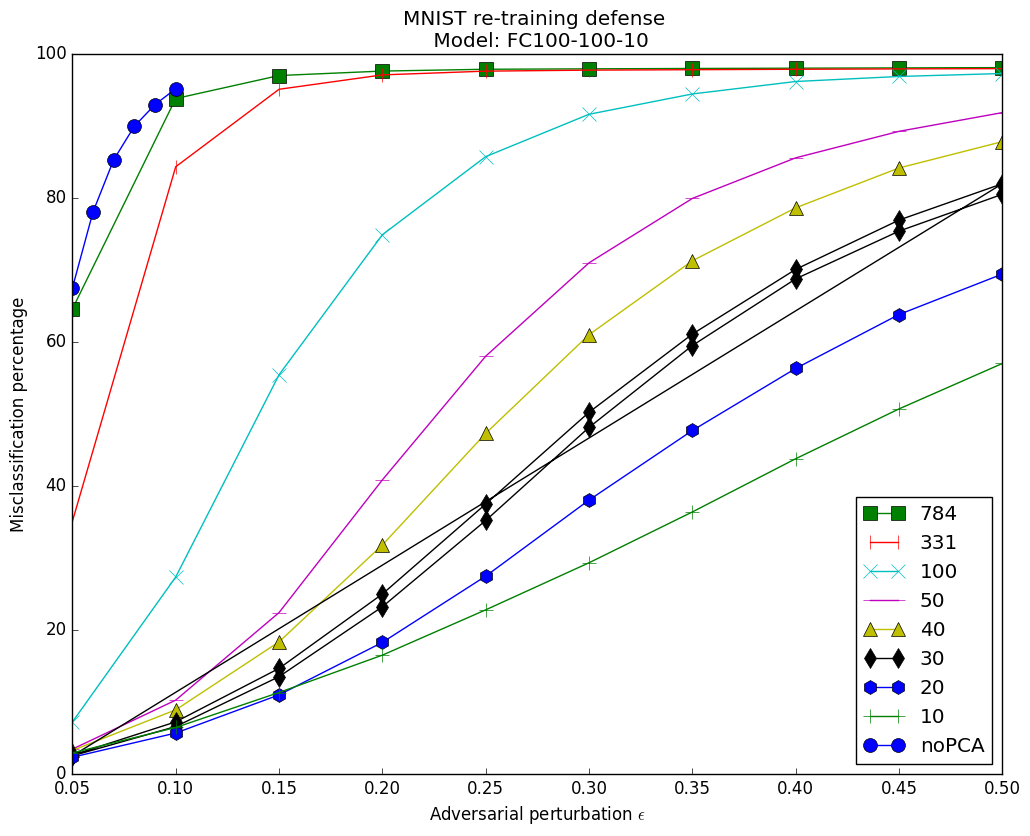 MNIST re-training defense
Model: FC100-100-10
100
80
60
40
20
0
Misclassification percentage
0.05 0.10 0.15 0.20 0.25 0.30 0.35 0.40 0.45 0.50
Adversarial perturbation ϵ
784
331
100
50
40
30
20
10
noPCA